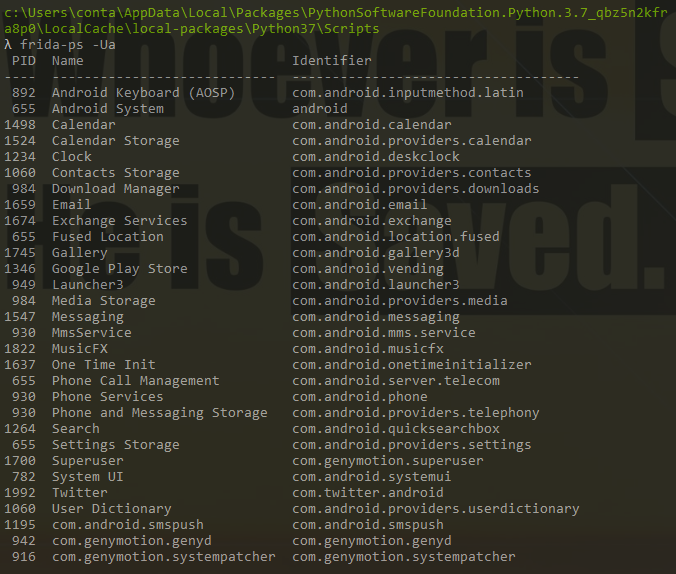 c:\Users\conta\AppData\Local\Packages\PythonSoftwareFoundation.Python.3.7_qbz5n2kfr
a8p0\LocalCache\local-packages\Python37\Scripts
λ frida-ps -Ua
 PID  Name                          Identifier
----  ----------------------------  ------------------------------------
 892  Android Keyboard (AOSP)       com.android.inputmethod.latin
 655  Android System                android
1498  Calendar                      com.android.calendar
1524  Calendar Storage              com.android.providers.calendar
1234  Clock                         com.android.deskclock
1060  Contacts Storage              com.android.providers.contacts
 984  Download Manager              com.android.providers.downloads
1659  Email                         com.android.email
1674  Exchange Services             com.android.exchange
 655  Fused Location                com.android.location.fused
1745  Gallery                       com.android.gallery3d
1346  Google Play Store             com.android.vending
 949  Launcher3                     com.android.launcher3
 984  Media Storage                 com.android.providers.media
1547  Messaging                     com.android.messaging
 930  MmsService                    com.android.mms.service
1822  MusicFX                       com.android.musicfx
1637  One Time Init                 com.android.onetimeinitializer
 655  Phone Call Management         com.android.server.telecom
 930  Phone Services                com.android.phone
 930  Phone and Messaging Storage   com.android.providers.telephony
1264  Search                        com.android.quicksearchbox
 655  Settings Storage              com.android.providers.settings
1700  Superuser                     com.genymotion.superuser
 782  System UI                     com.android.systemui
1992  Twitter                       com.twitter.android
1060  User Dictionary               com.android.providers.userdictionary
1195  com.android.smspush           com.android.smspush
 942  com.genymotion.genyd          com.genymotion.genyd
 916  com.genymotion.systempatcher  com.genymotion.systempatcher
Whoever is
He is saved.